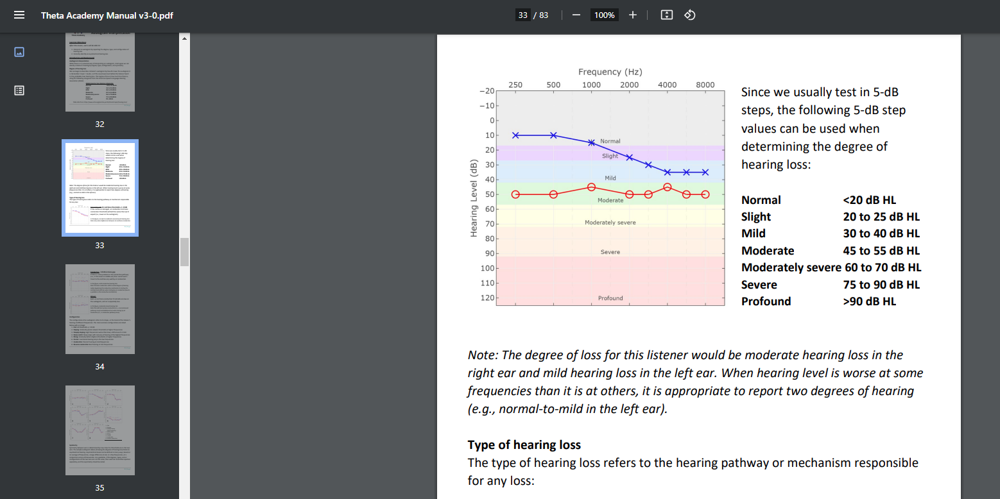 Theta Academy Manual v3-0.pdf
33 / 83
100%
32
33
34
35
Frequency (Hz)
250 500 1000 2000 4000 8000
Hearing Level (dB)
−20
−10
0
10
20
30
40
50
60
70
80
90
100
110
120
Normal
Slight
Mild
Moderate
Moderately severe
Severe
Profound
Since we usually test in 5-dB
steps, the following 5-dB step
values can be used when
determining the degree of
hearing loss:
Normal <20 dB HL
Slight 20 to 25 dB HL
Mild 30 to 40 dB HL
Moderate 45 to 55 dB HL
Moderately severe 60 to 70 dB HL
Severe 75 to 90 dB HL
Profound >90 dB HL
Note: The degree of loss for this listener would be moderate hearing loss in the
right ear and mild hearing loss in the left ear. When hearing level is worse at some
frequencies than it is at others, it is appropriate to report two degrees of hearing
(e.g., normal-to-mild in the left ear).
Type of hearing loss
The type of hearing loss refers to the hearing pathway or mechanism responsible
for any loss: